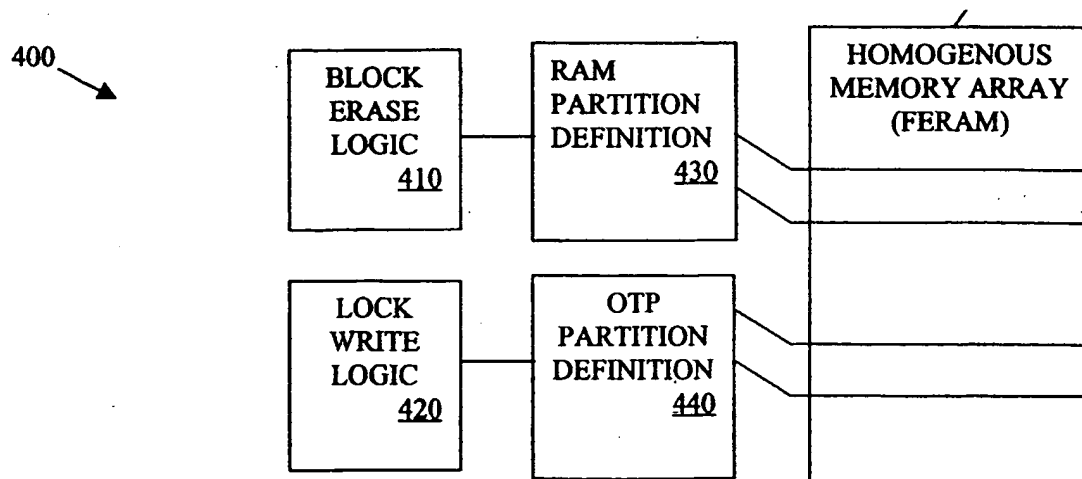 400
BLOCK
ERASE
LOGIC
410
RAM
PARTITION
DEFINITION
430
HOMOGENOUS
MEMORY ARRAY
(FERAM)
LOCK
WRITE
LOGIC
420
OTP
PARTITION
DEFINITION
440